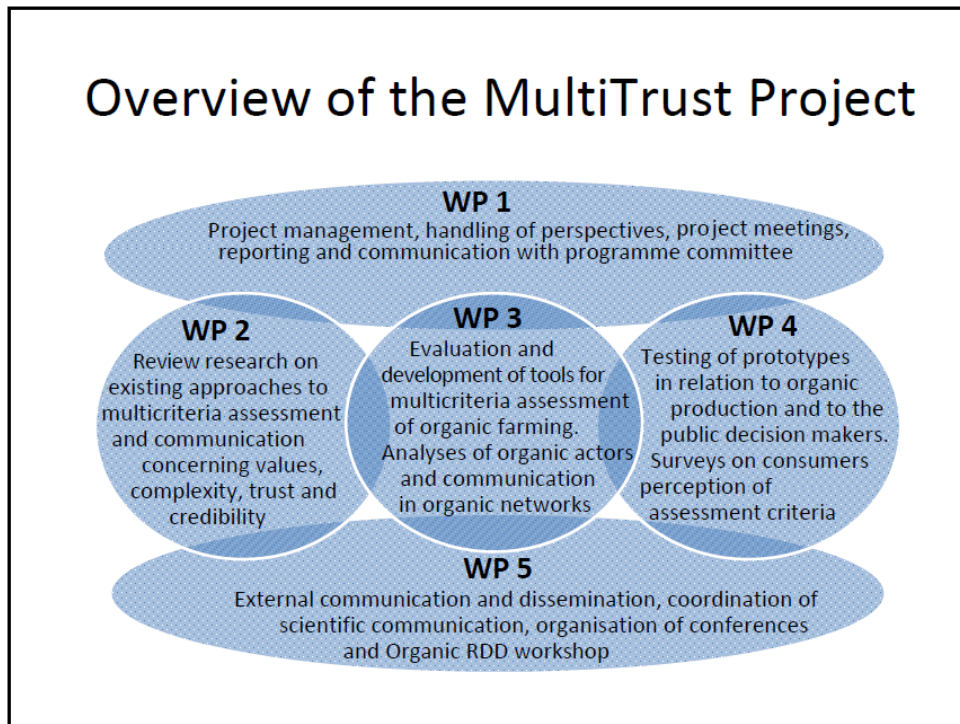 Overview of the MultiTrust Project
WP 1
Project management, handling of perspectives, project meetings,
reporting and communication with programme committee
WP 2
Review research on
existing approaches to
multicriteria assessment
and communication
concerning values,
complexity, trust and
credibility
WP 3
Evaluation and
development of tools for
multicriteria assessment
of organic farming.
Analyses of organic actors
and communication
in organic networks
WP 4
Testing of prototypes
in relation to organic
production and to the
public decision makers.
Surveys on consumers
perception of
assessment criteria
WP 5
External communication and dissemination, coordination of
scientific communication, organisation of conferences
and Organic RDD workshop